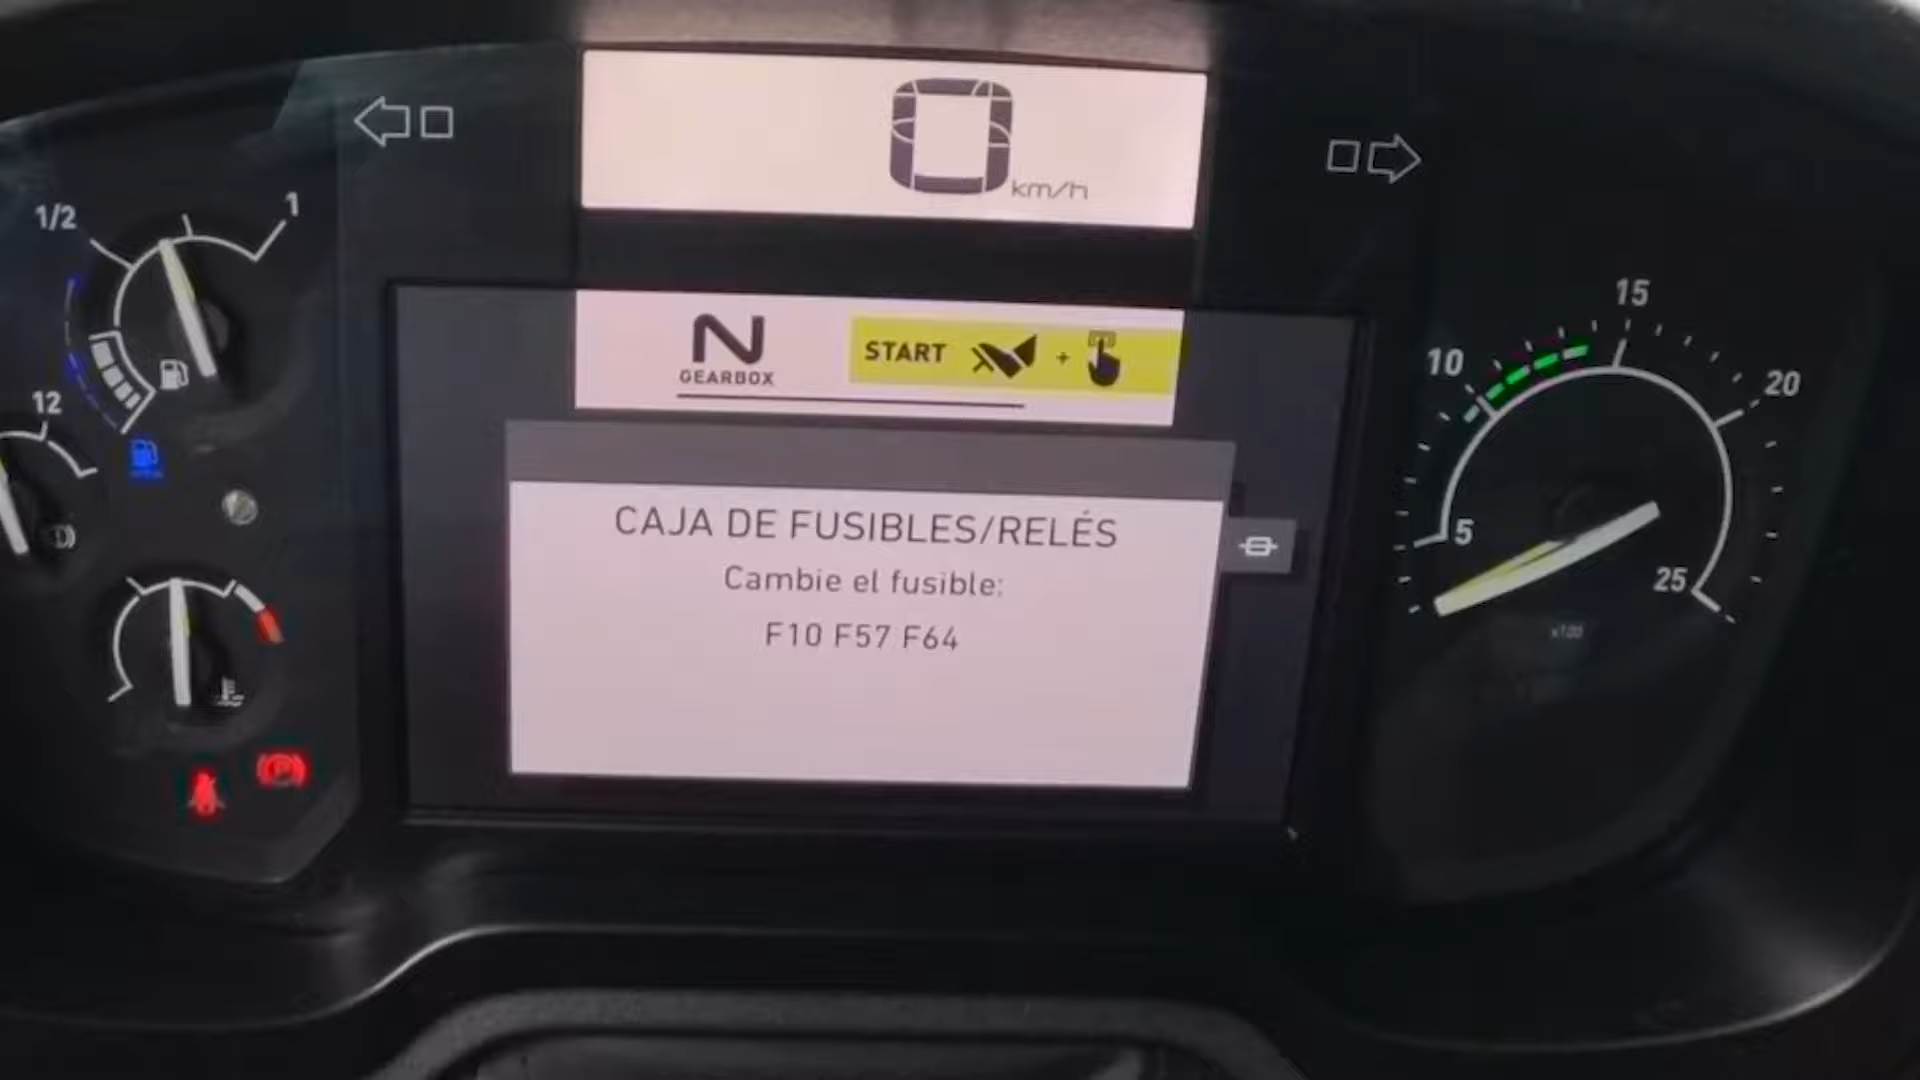 1/2
1
0
km/h
N
GEARBOX
START
+
12
CAJA DE FUSIBLES/RELÉS
Cambie el fusible:
F10 F57 F64
5
10
15
20
25
x100
P